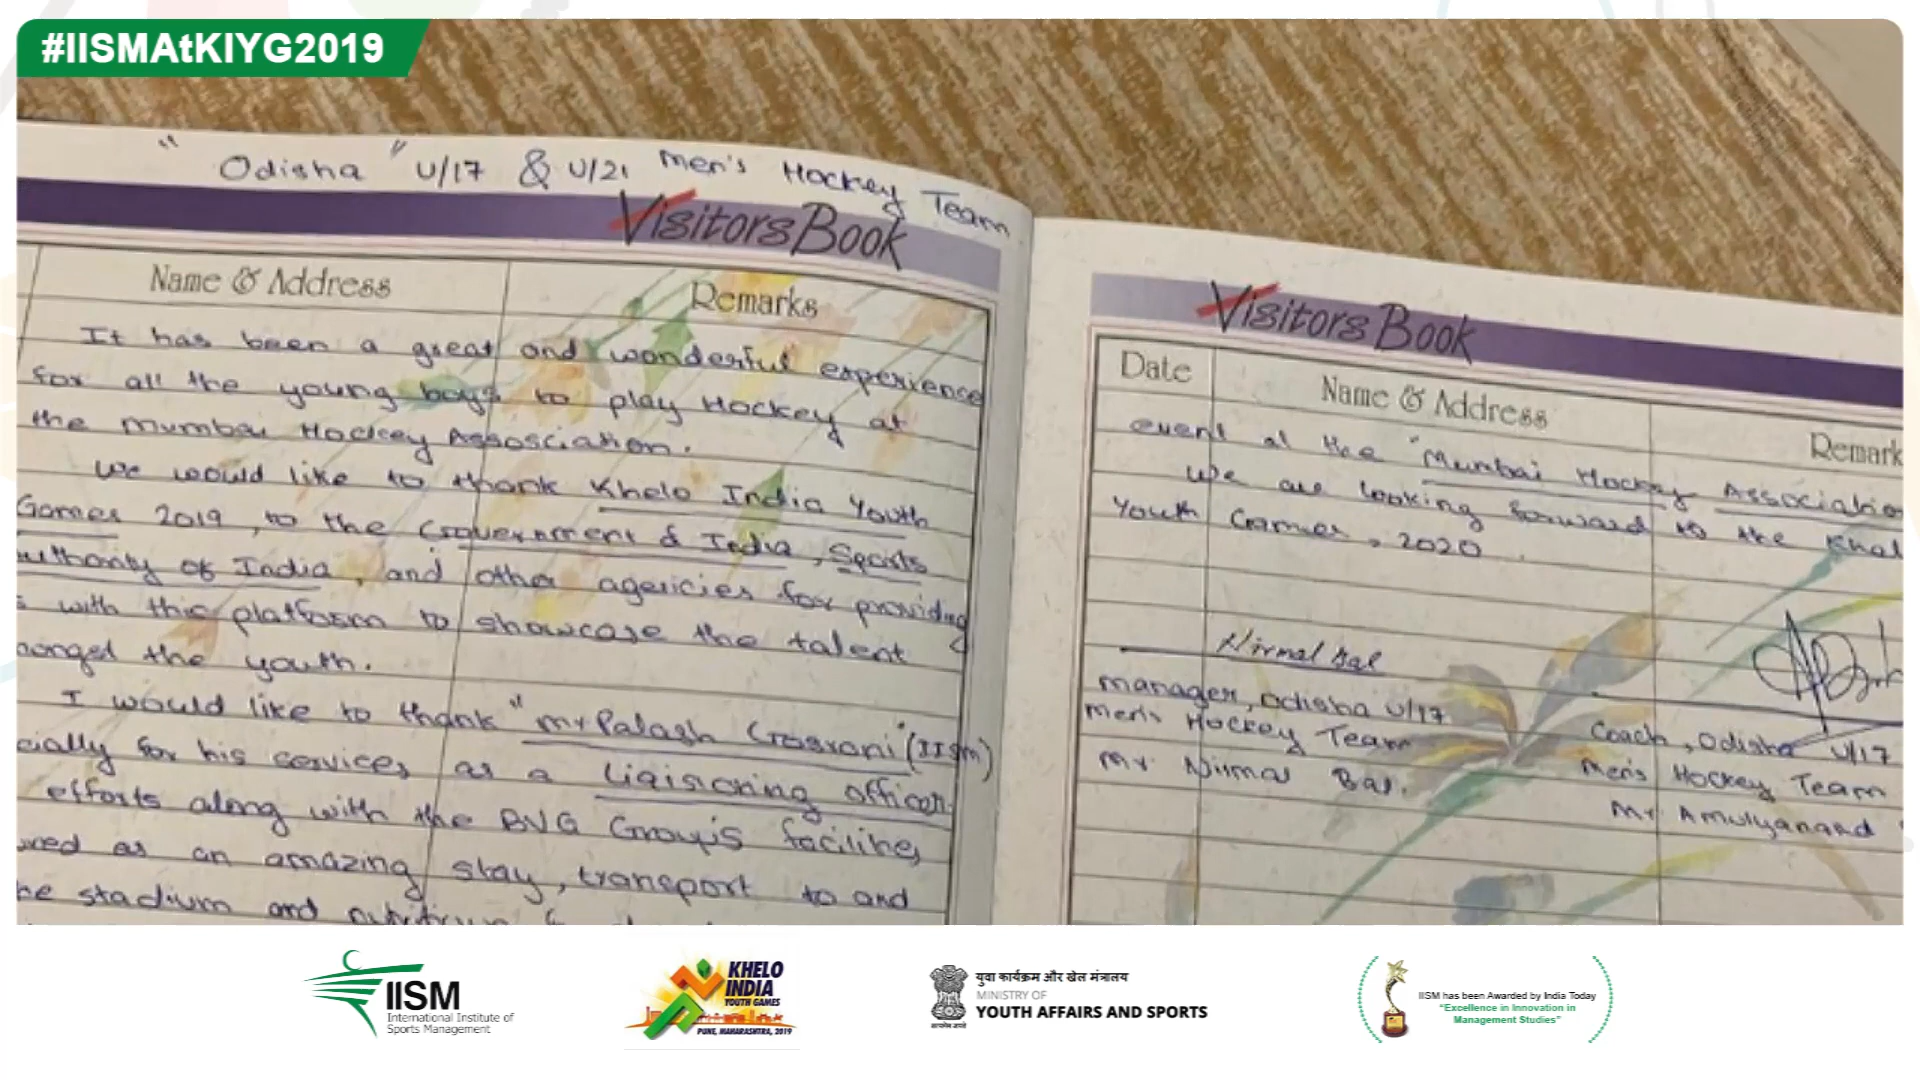 #IISMAtKIYG2019
"Odisha" U/17 & U/21 Men's Hockey Team
Visitors Book
Name & Address Remarks
It has been a great and wonderful experience
for all the young boys to play Hockey at
the Mumbai Hockey Association.
We would like to thank Khelo India Youth
Games 2019, to the Government of India, Sports
Authority of India, and other agencies for providing
with this platform to showcase the talent
the youth.
I would like to thank "Mr Palash (IISM)
for his services as a Liaisioning officer.
efforts along with the BVG Group's facilities,
as an amazing stay, transport to and
stadium and
Visitors Book
Date Name & Address Remark
event at the "Mumbai Hockey Associatio
We are looking forward to the Khel
Youth Games, 2020.
Nirmal Bal
Manager, Odisha U/17
Men's Hockey Team
Mr Nirmal Bal.
Coach, Odisha U/17
Men's Hockey Team
Mr Amulyanand
IISM
International Institute of
Sports Management
KHELO
INDIA
YOUTH GAMES
PUNE, MAHARASHTRA, 2019
युवा कार्यक्रम और खेल मंत्रालय
MINISTRY OF
YOUTH AFFAIRS AND SPORTS
सत्यमेव जयते
IISM has been Awarded by India Today
"Excellence in Innovation in
Management Studies"